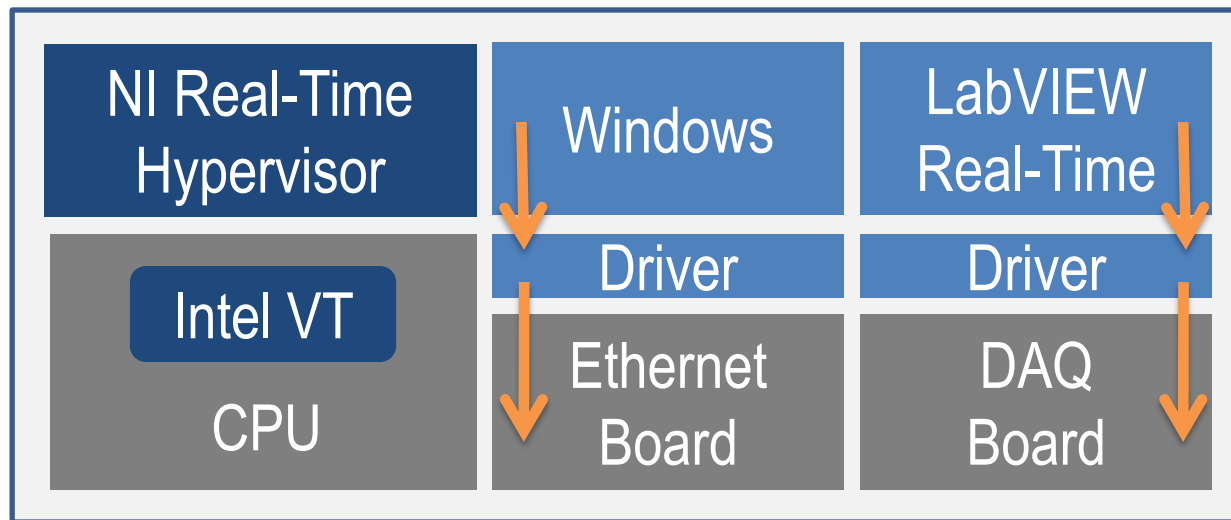 NI Real-Time
Hypervisor
Windows
LabVIEW
Real-Time
Driver
Driver
Intel VT
CPU
Ethernet
Board
DAQ
Board